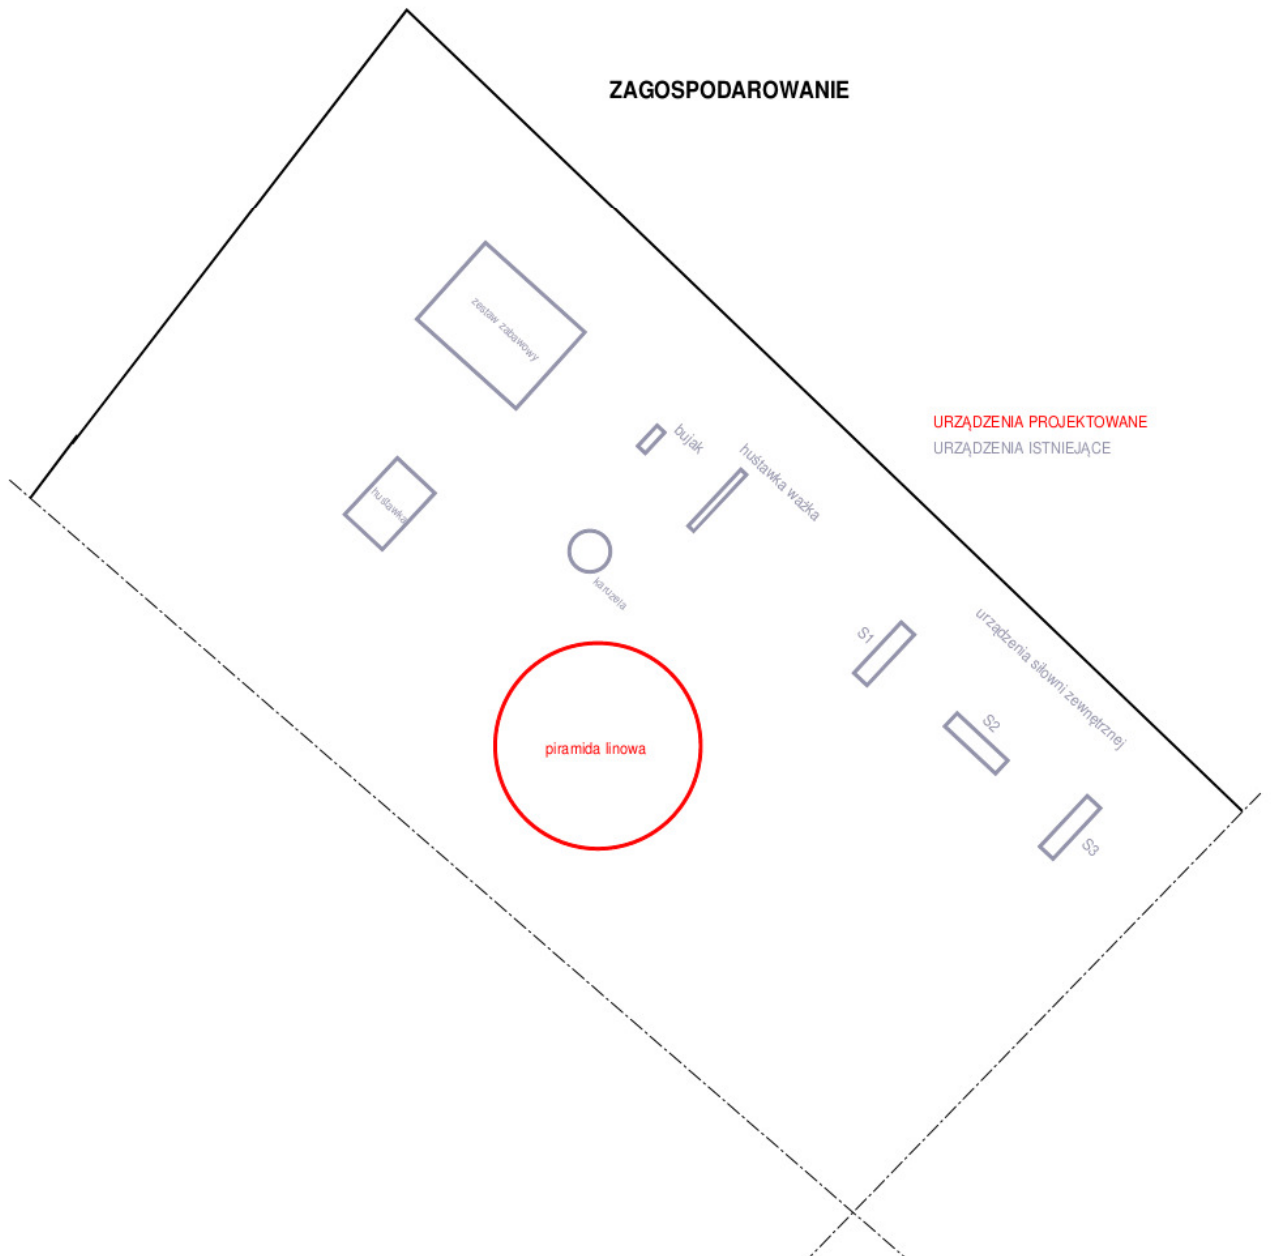 ZAGOSPODAROWANIE
zestaw zabawowy
URZĄDZENIA PROJEKTOWANE
URZĄDZENIA ISTNIEJĄCE
bujak
huśtawka ważka
huśtawka
karuzela
urządzenia siłowni zewnętrznej
S1
S2
piramida linowa
S3